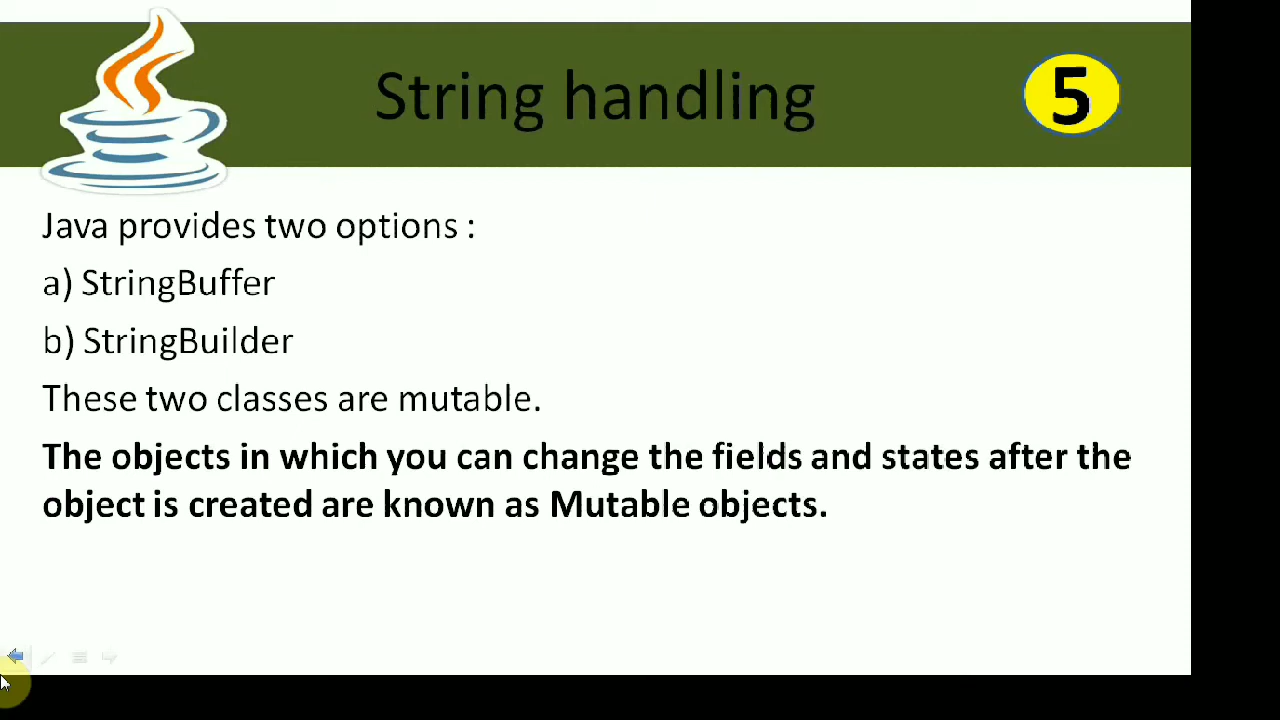 String handling
5
Java provides two options :
a) StringBuffer
b) StringBuilder
These two classes are mutable.
The objects in which you can change the fields and states after the
object is created are known as Mutable objects.